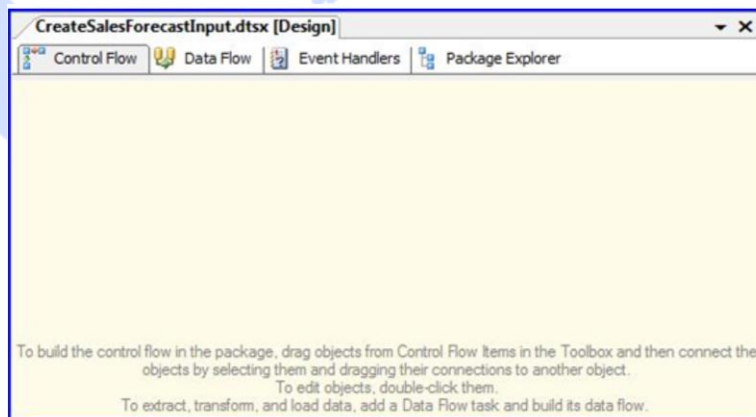 CreateSalesForecastInput.dtsx [Design]
Control Flow Data Flow Event Handlers Package Explorer
To build the control flow in the package, drag objects from Control Flow Items in the Toolbox and then connect the
objects by selecting them and dragging their connections to another object.
To edit objects, double-click them.
To extract, transform, and load data, add a Data Flow task and build its data flow.